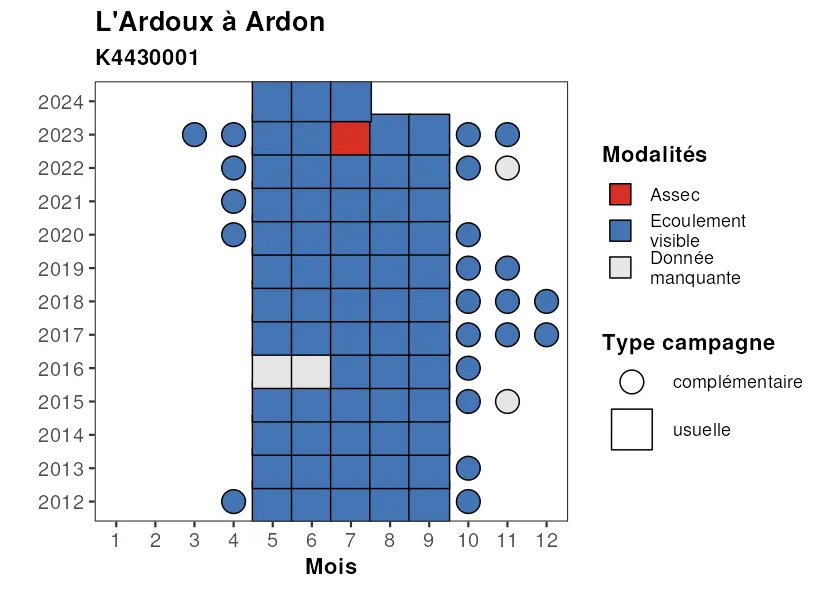 L'Ardoux à Ardon
K4430001
2024
2023
2022
2021
2020
2019
2018
2017
2016
2015
2014
2013
2012
1 2 3 4 5 6 7 8 9 10 11 12
Mois
Modalités
Assec
Ecoulement
visible
Donnée
manquante
Type campagne
complémentaire
usuelle